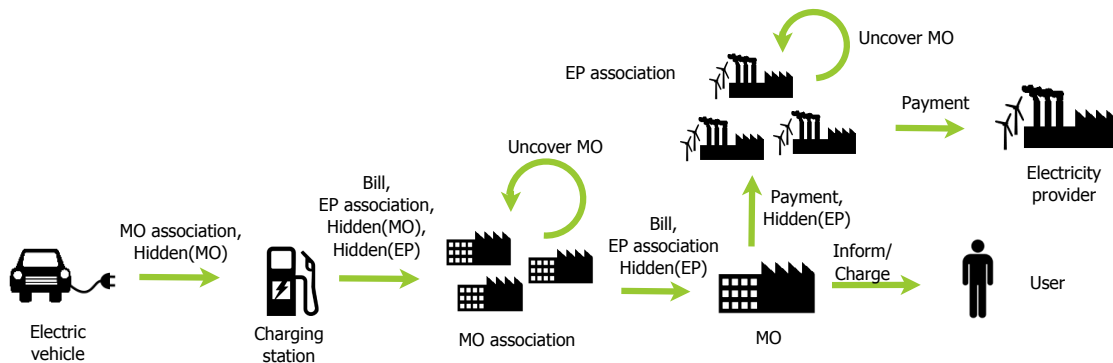 Uncover MO
EP association
Payment
Electricity
provider
Uncover MO
Bill,
EP association,
Hidden(MO),
Hidden(EP)
MO association,
Hidden(MO)
Payment,
Hidden(EP)
Bill,
EP association
Hidden(EP)
Inform/
Charge
User
Electric
vehicle
Charging
station
MO association
MO